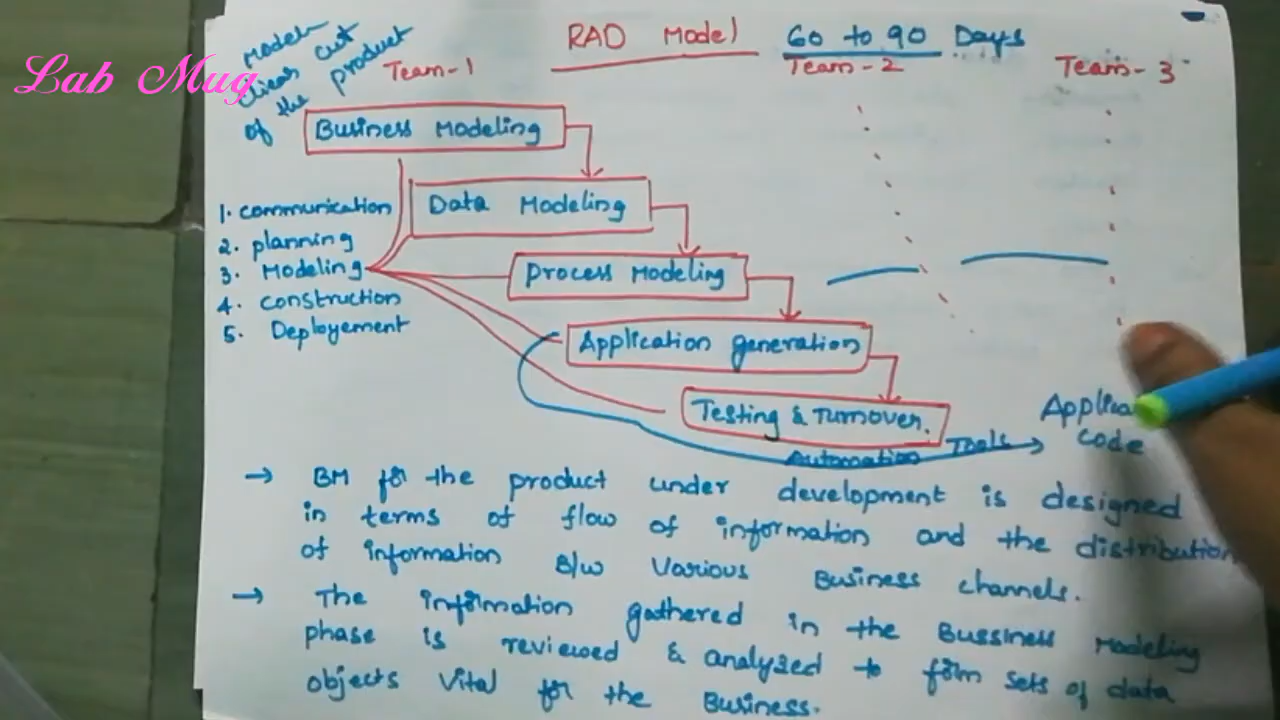 Lab Mug
Model
clears cut
of the product
RAD Model 60 to 90 Days
Team-1 Team-2 Team-3
Business Modeling
Data Modeling
Process Modeling
Application generation
Testing & Turnover.
1. communication
2. planning
3. Modeling
4. construction
5. Deployement
Automation Tools
Applica
code
→ BM for the product under development is designed
in terms of flow of information and the distribution
of information B/w various Business channels.
→ The information gathered in the Bussiness Modeling
phase is reviewed & analyzed to form sets of data
objects vital for the Business.